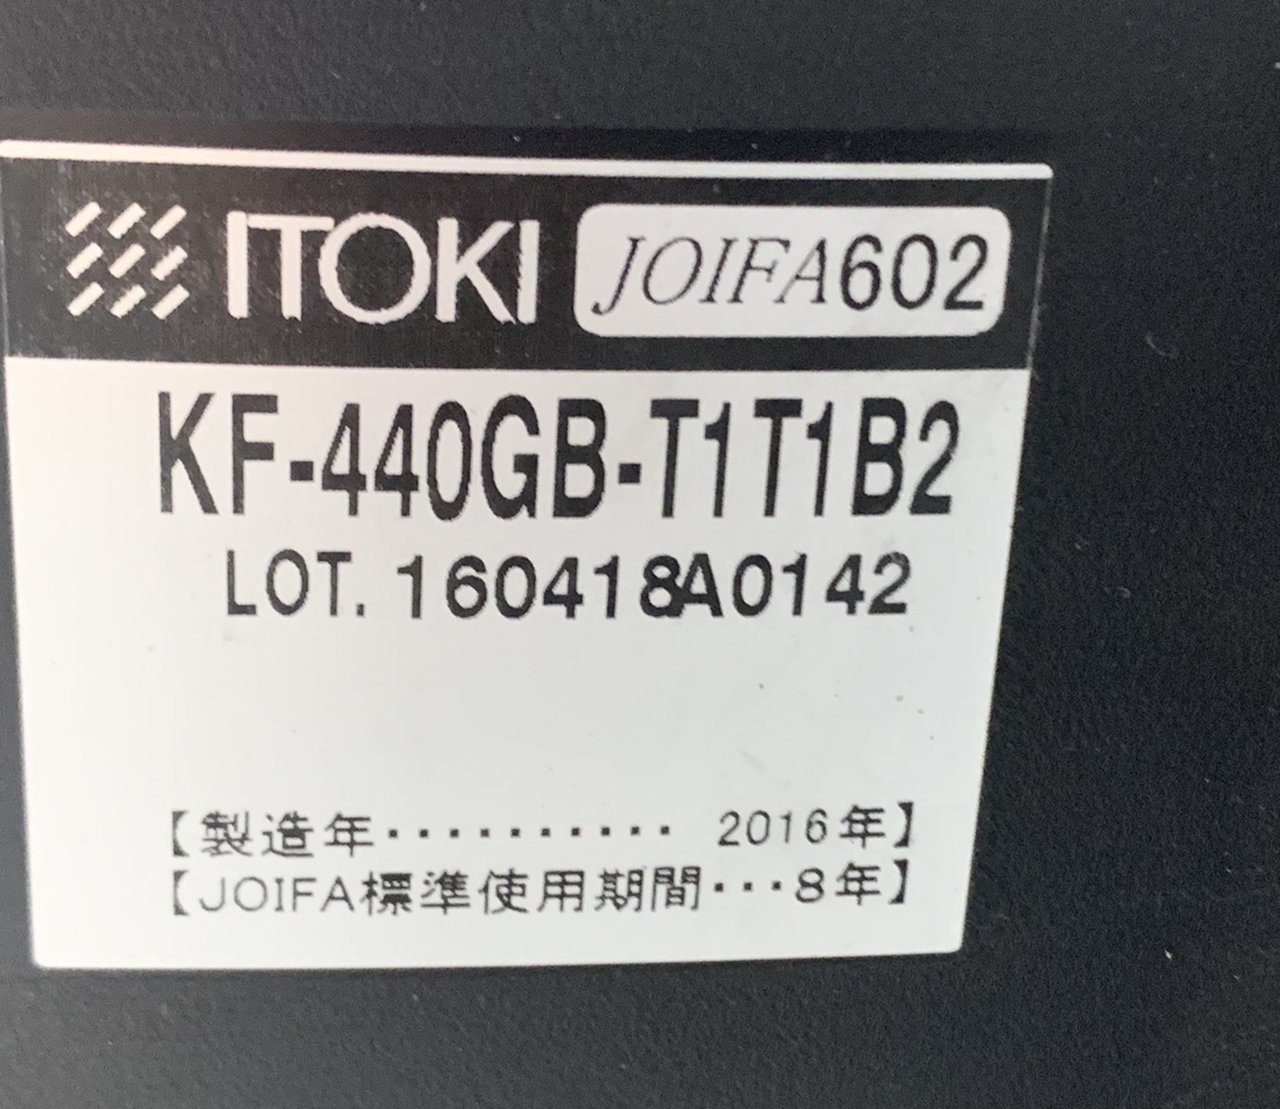 ITOKI JOIFA602
KF-440GB-T1T1B2
LOT. 160418A0142
【製造年・・・・・・・・・・ 2016年】
【JOIFA標準使用期間・・・8年】